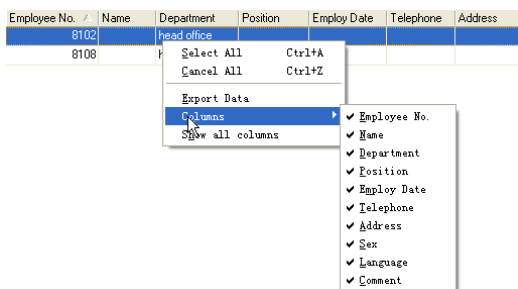 Employee No. Name Department Position Employ Date Telephone Address
8102 head office
8108
Select All Ctrl+A
Cancel All Ctrl+Z
Export Data
Columns
Show all columns
Employee No.
Name
Department
Position
Employ Date
Telephone
Address
Sex
Language
Comment